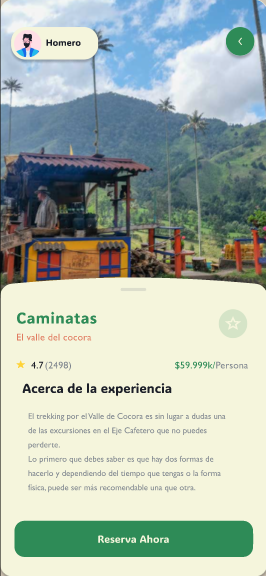 Homero
Caminatas
El valle del cocora
4.7 (2498)
$59.999k/Persona
Acerca de la experiencia
El trekking por el Valle de Cocora es sin lugar a dudas una
de las excursiones en el Eje Cafetero que no puedes
perderte.
Lo primero que debes saber es que hay dos formas de
hacerlo y dependiendo del tiempo que tengas o la forma
física, puede ser más recomendable una que otra.
Reserva Ahora